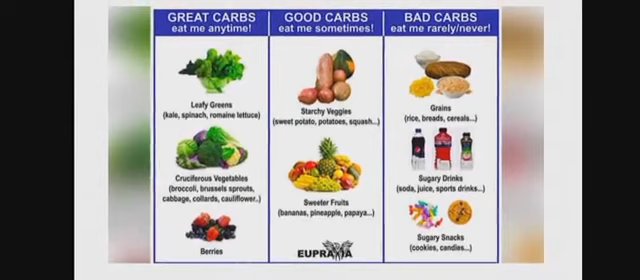 GREAT CARBS
eat me anytime!
Leafy Greens
(kale, spinach, romaine lettuce)
Cruciferous Vegetables
(broccoli, brussels sprouts,
cabbage, collards, cauliflower..)
Berries
GOOD CARBS
eat me sometimes!
Starchy Veggies
(sweet potato, potatoes, squash...)
Sweeter Fruits
(bananas, pineapple, papaya...)
EUPRAXIA
BAD CARBS
eat me rarely/never!
Grains
(rice, breads, cereals...)
Sugary Drinks
(soda, juice, sports drinks...)
Sugary Snacks
(cookies, candies...)